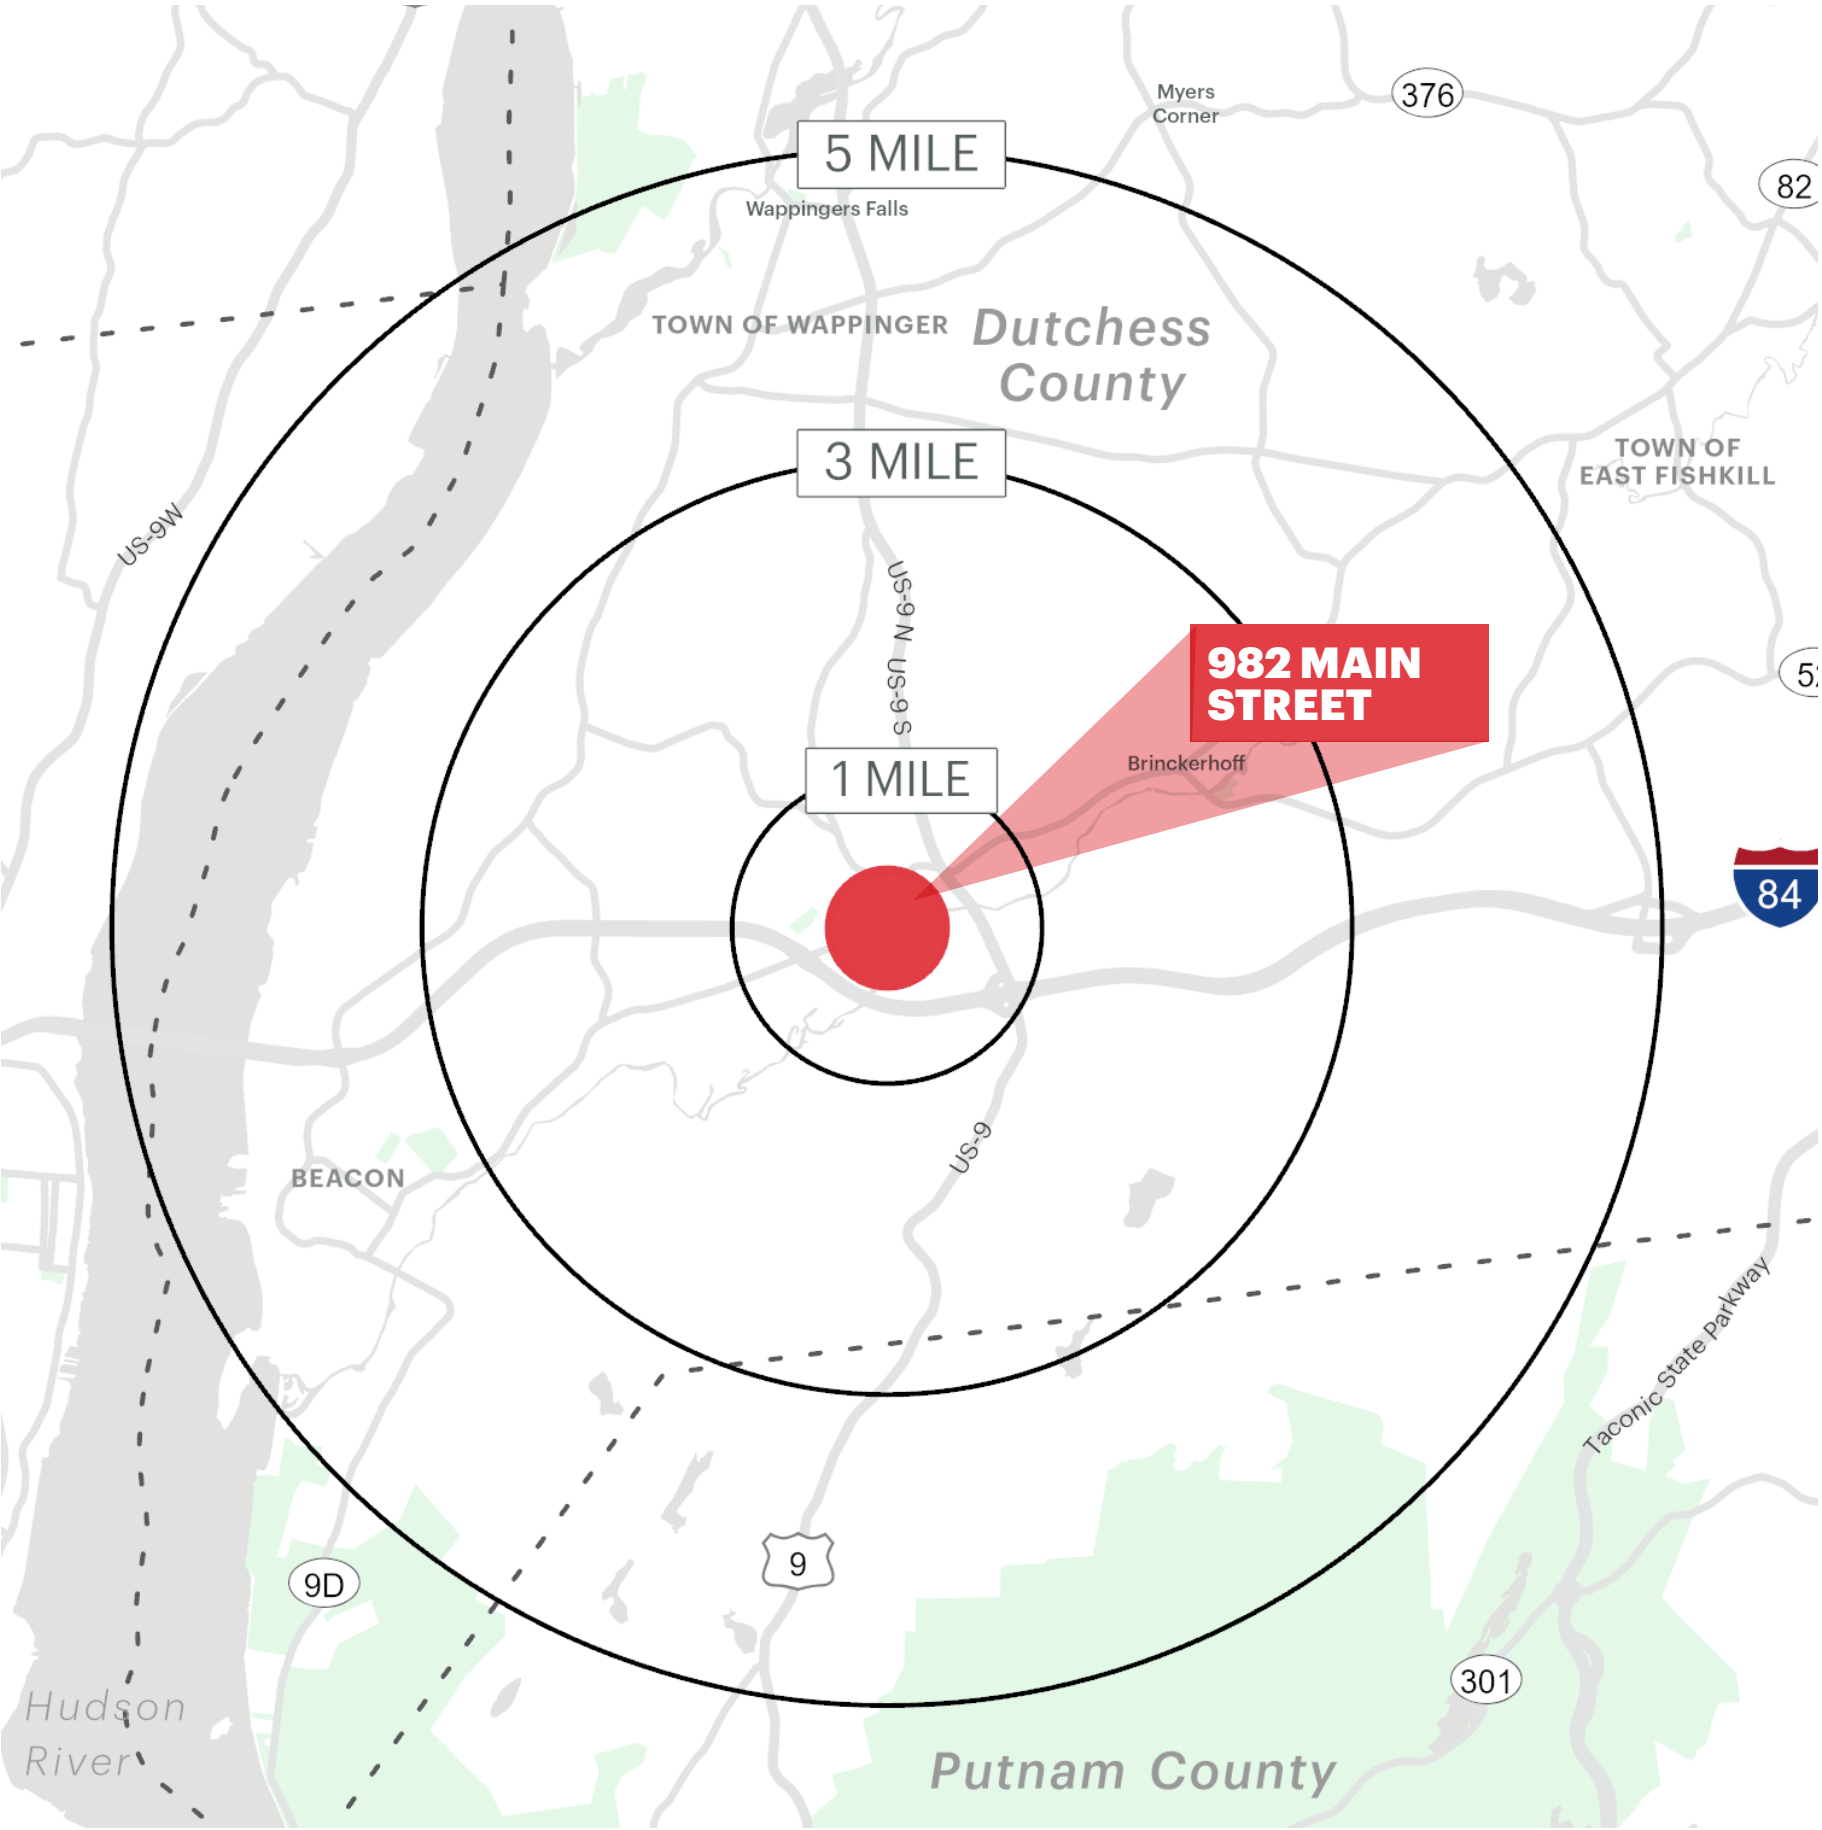 Myers
Corner
376
5 MILE
82
Wappingers Falls
TOWN OF WAPPINGER
Dutchess
County
3 MILE
TOWN OF
EAST FISHKILL
US-9W
US-9 N
US-9 S
982 MAIN
STREET
Brinckerhoff
1 MILE
84
US-9
BEACON
Taconic State Parkway
9
9D
301
Hudson
River
Putnam County